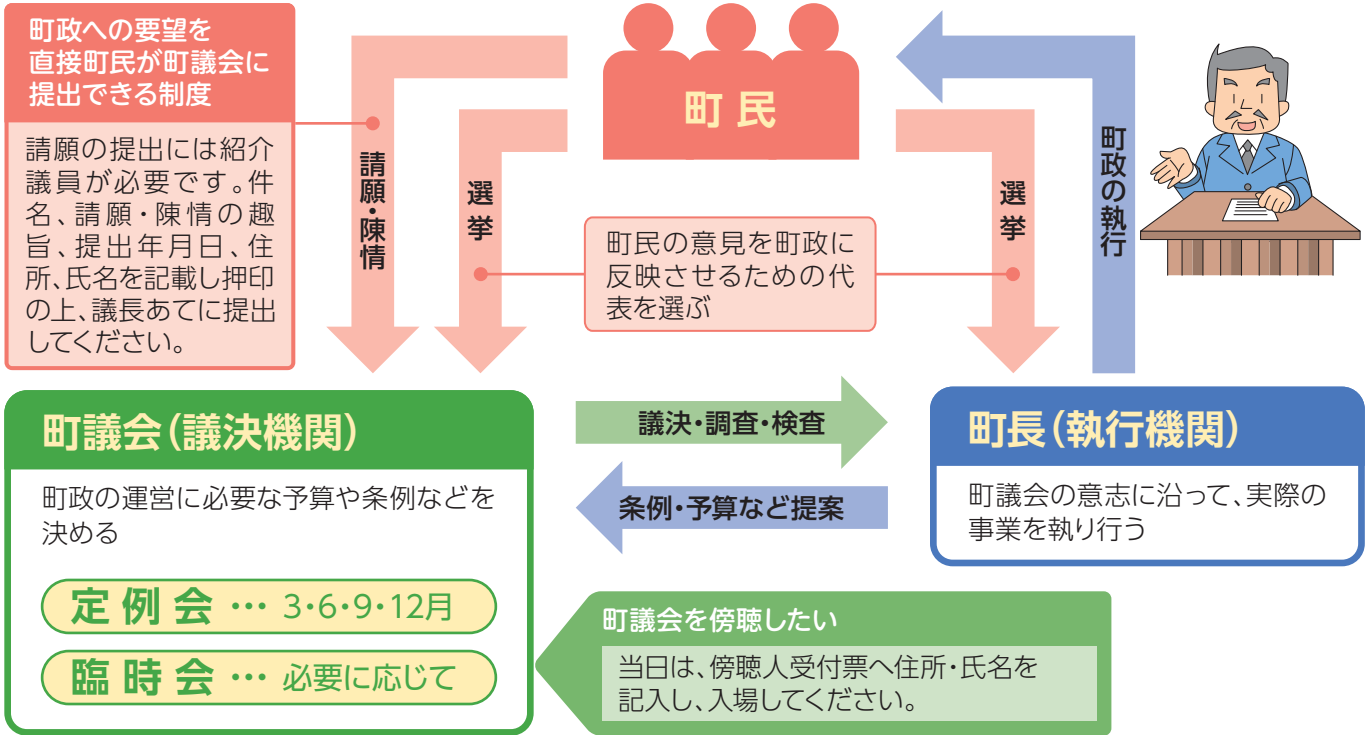 町政への要望を
直接町民が町議会に
提出できる制度
請願の提出には紹介
議員が必要です。件
名、請願・陳情の趣
旨、提出年月日、住
所、氏名を記載し押印
の上、議長あてに提出
してください。
町民
請願・陳情
選挙
町民の意見を町政に
反映させるための代
表を選ぶ
選挙
町政の執行
町議会（議決機関）
町政の運営に必要な予算や条例などを
決める
定例会 … 3・6・9・12月
臨時会 … 必要に応じて
議決・調査・検査
条例・予算など提案
町長（執行機関）
町議会の意志に沿って、実際の
事業を執り行う
町議会を傍聴したい
当日は、傍聴人受付票へ住所・氏名を
記入し、入場してください。